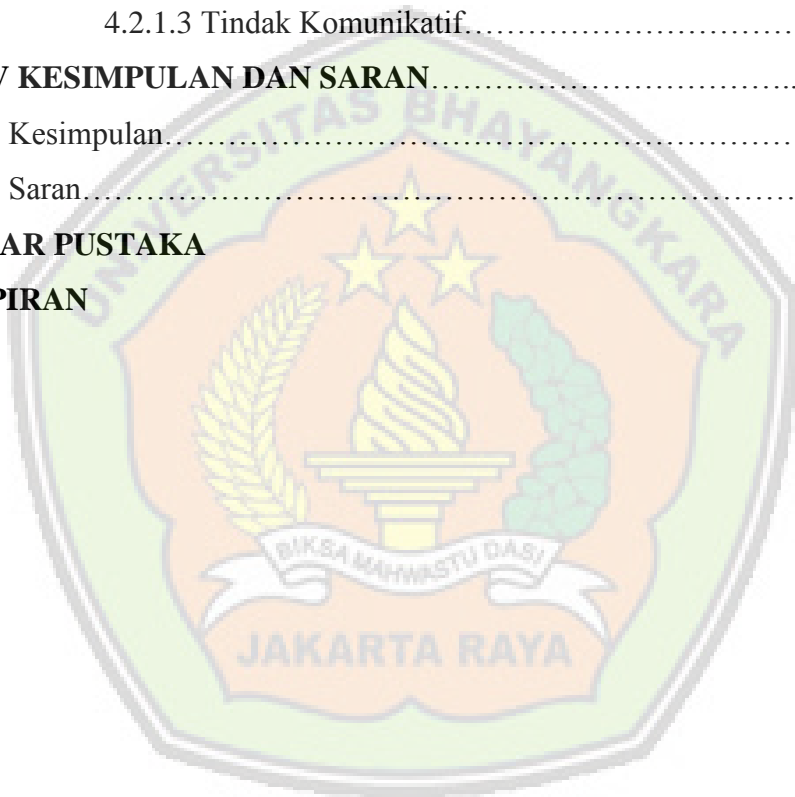 4.2.1.3 Tindak Komunikatif……………………………
V KESIMPULAN DAN SARAN…………………………………..
Kesimpulan…………………………………………………………
Saran…………………………………………………………………
AR PUSTAKA
PIRAN
UNIVERSITAS BHAYANGKARA
BIKSA MAHWASTU DASI
JAKARTA RAYA